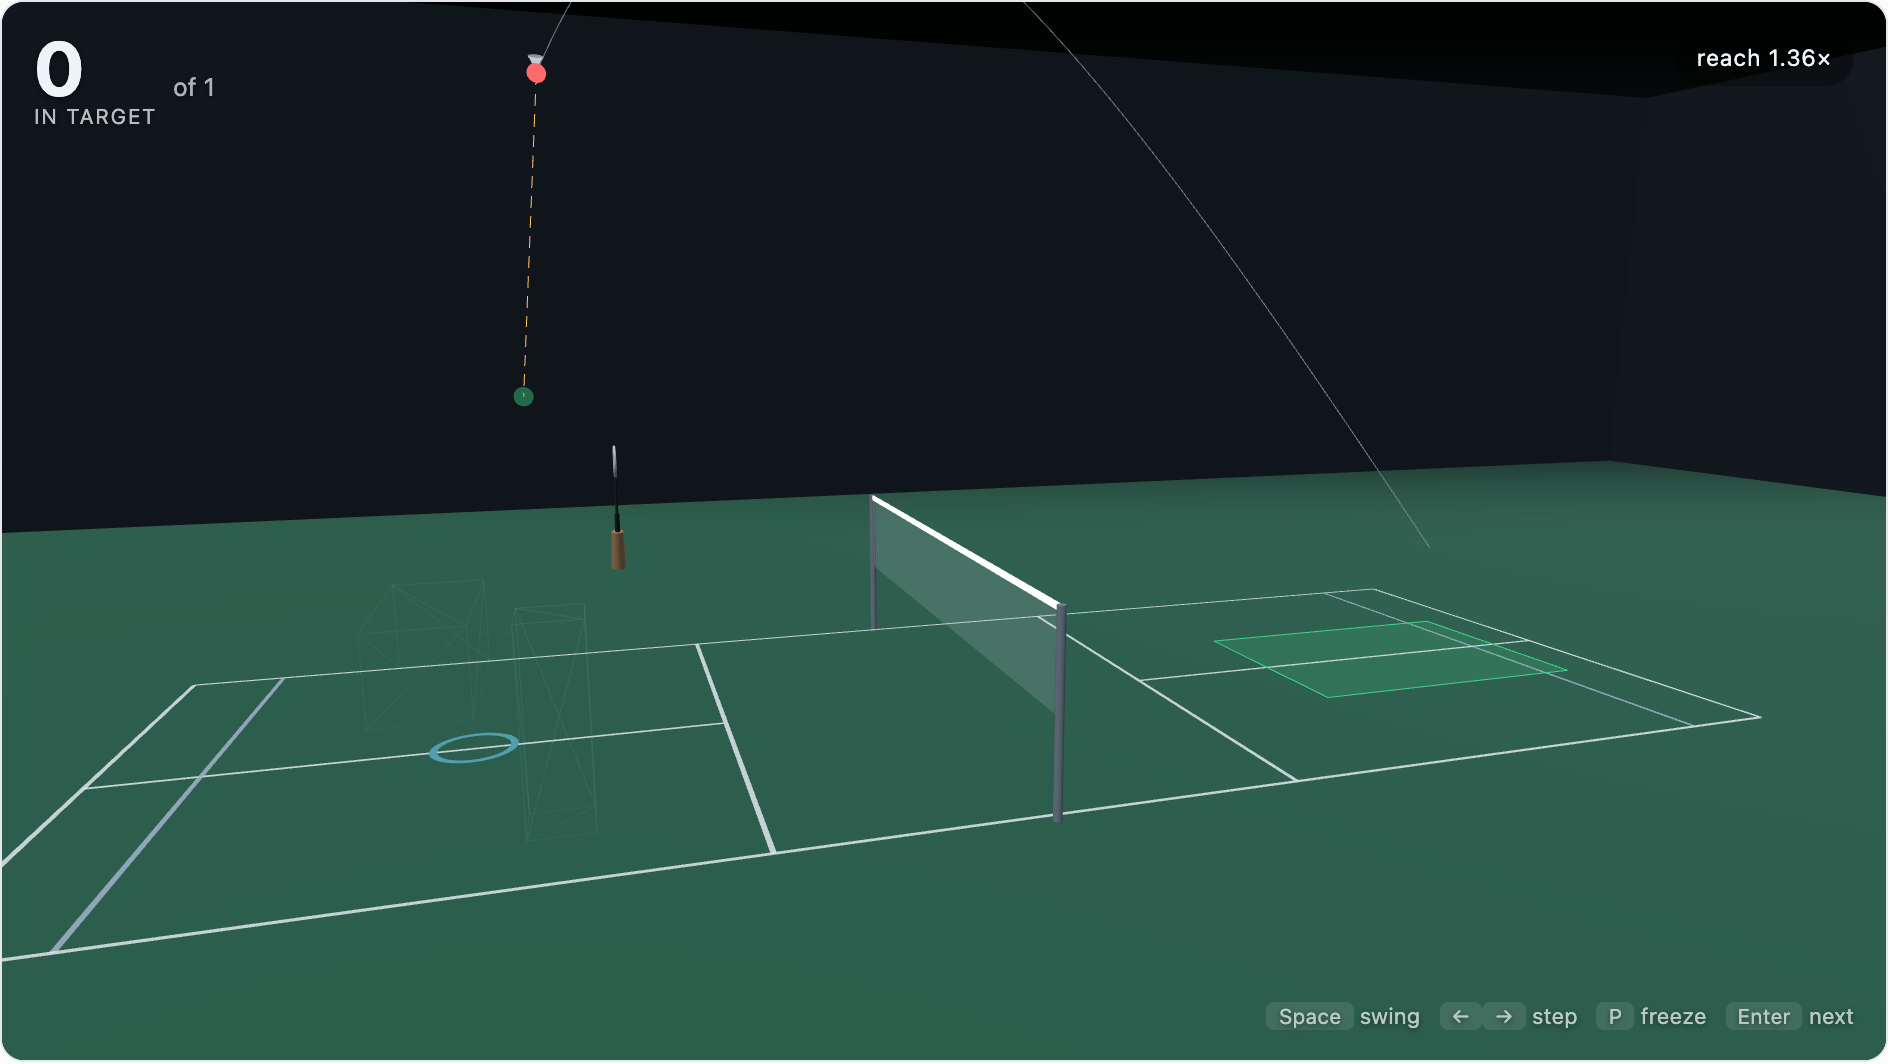 0 of 1
IN TARGET
reach 1.36×
Space swing ← → step P freeze Enter next